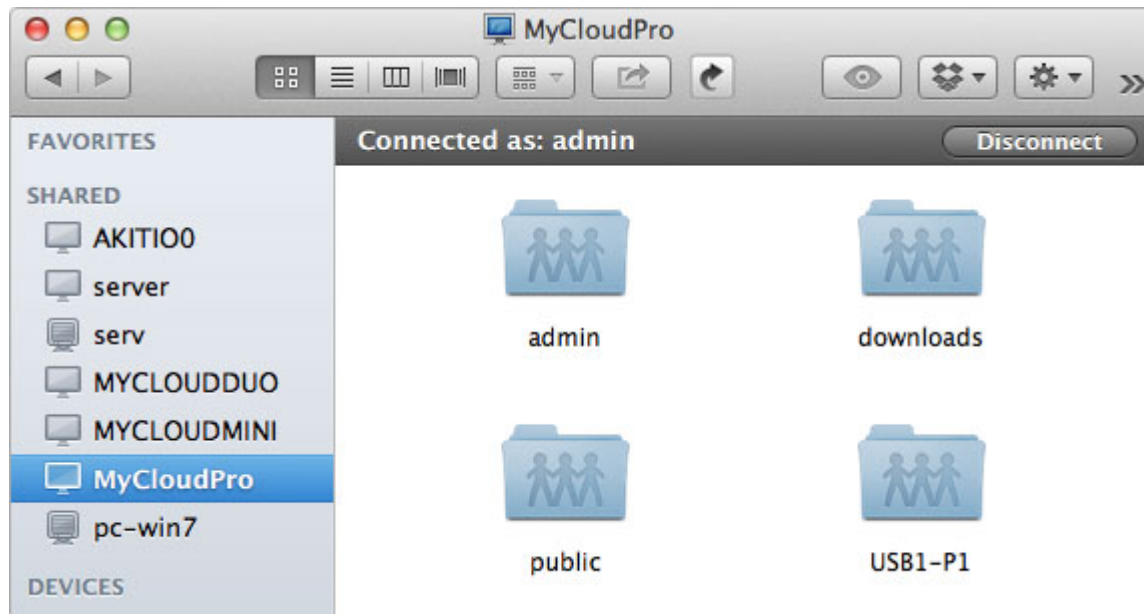 MyCloudPro
FAVORITES
SHARED
AKITIO0
server
serv
MYCLOUDDUO
MYCLOUDMINI
MyCloudPro
pc-win7
DEVICES
Connected as: admin
Disconnect
admin
downloads
public
USB1-P1